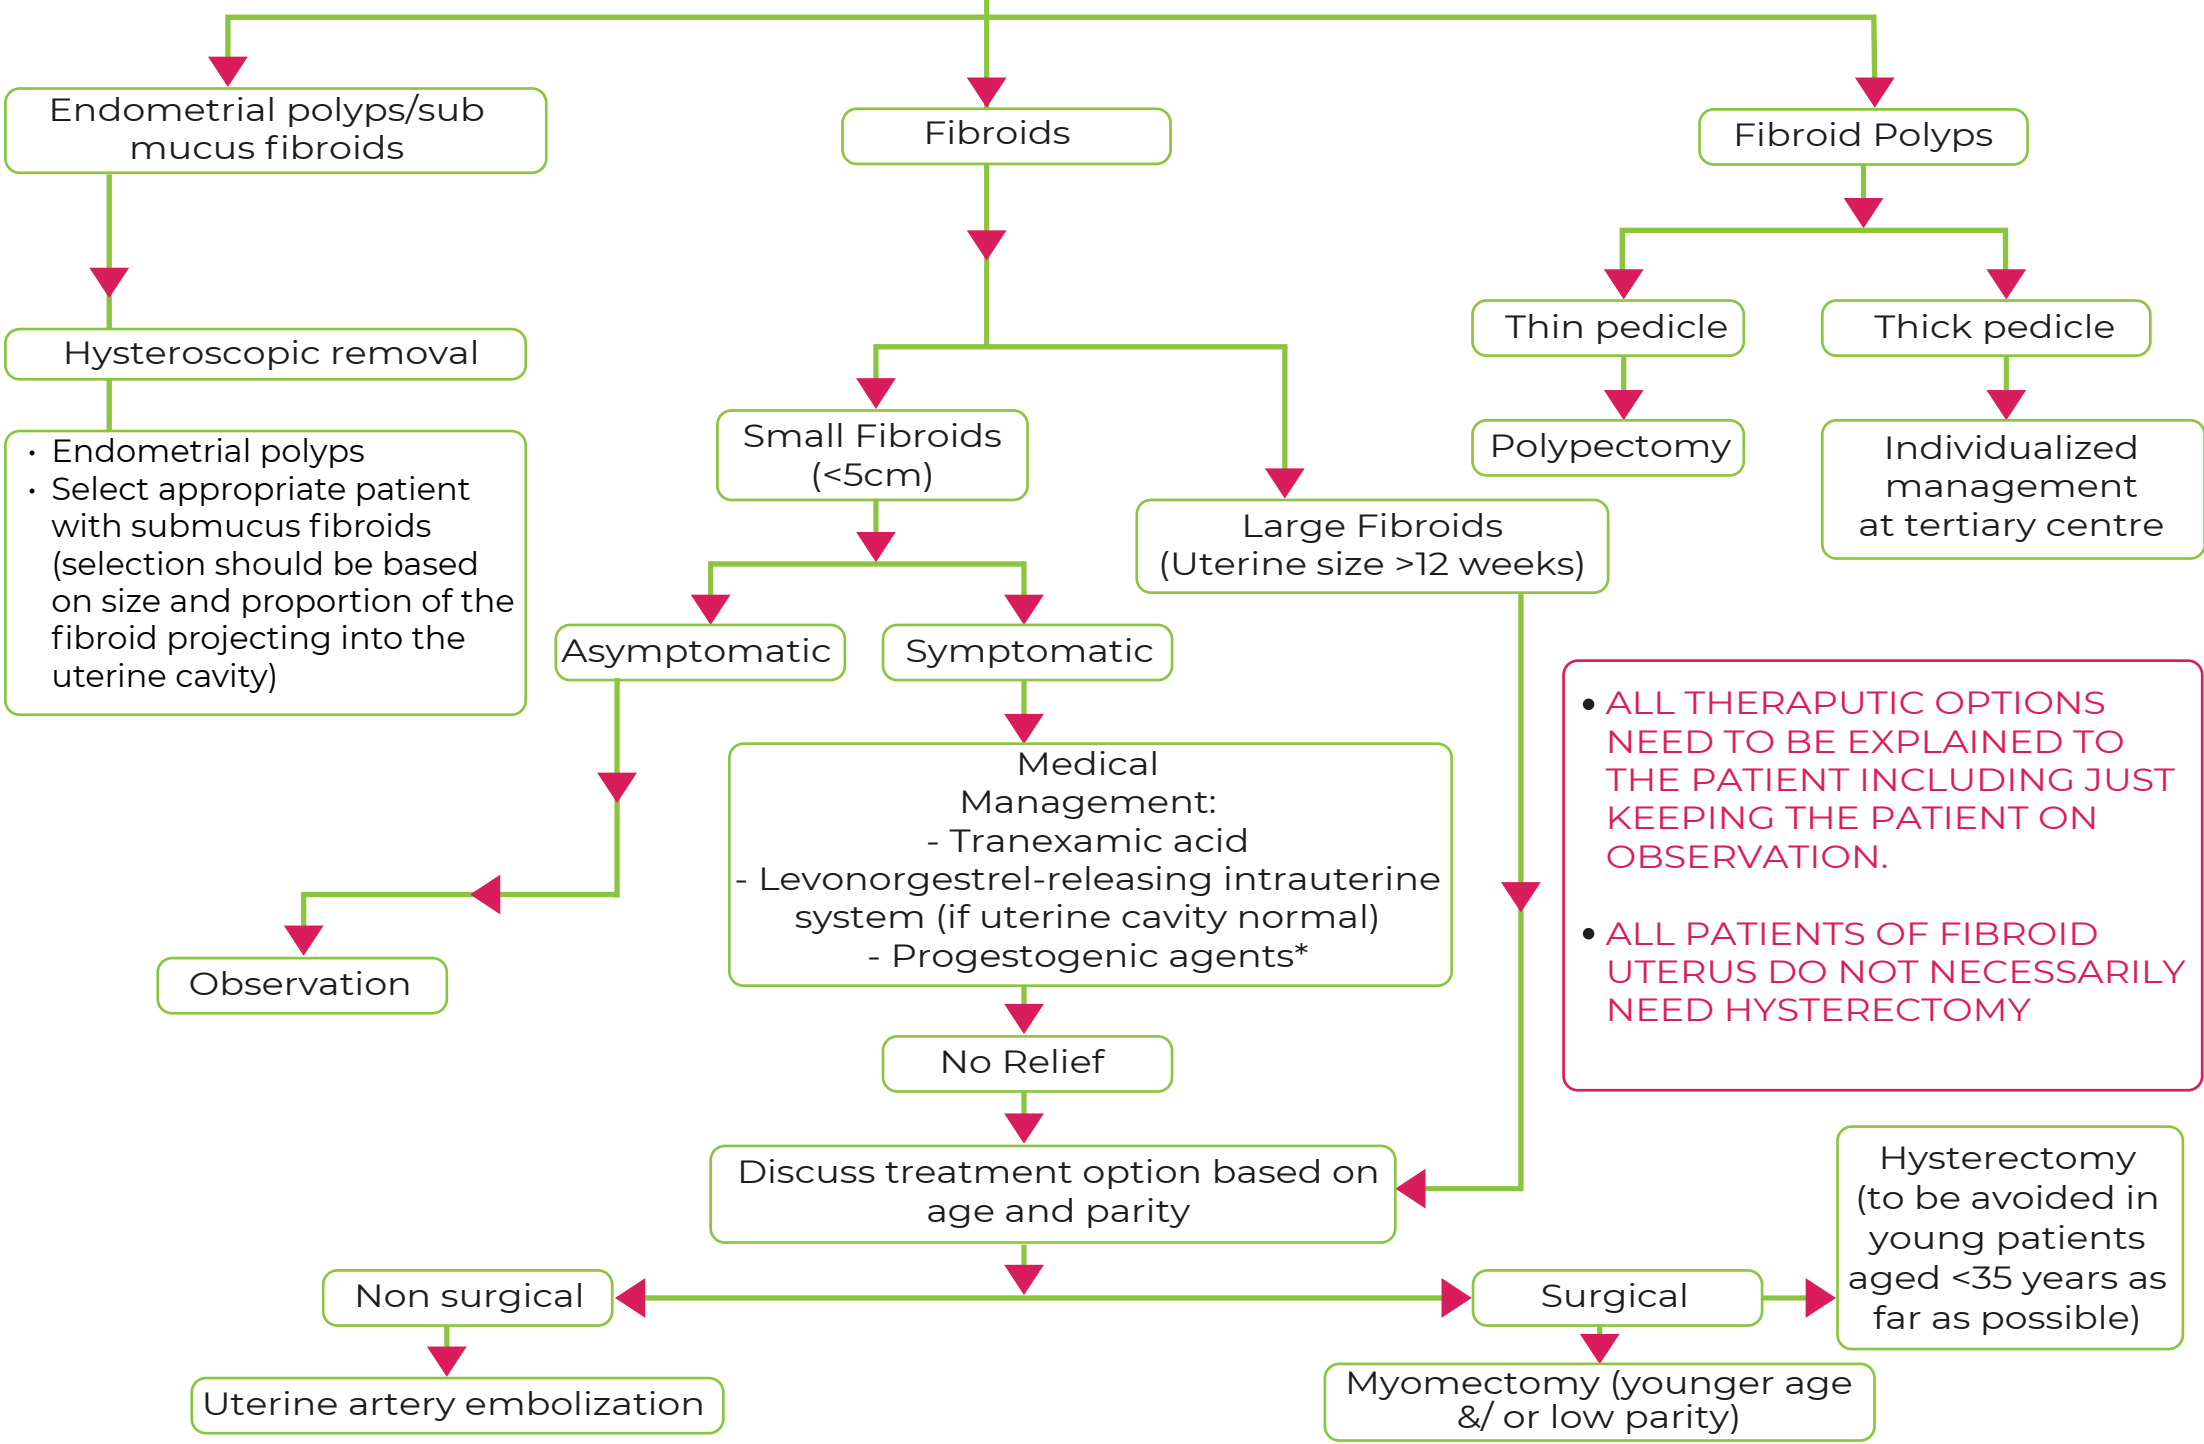 Endometrial polyps/sub
mucus fibroids
Fibroids
Fibroid Polyps
Hysteroscopic removal
Thin pedicle
Thick pedicle
Polypectomy
Individualized
management
at tertiary centre
· Endometrial polyps
· Select appropriate patient
with submucus fibroids
(selection should be based
on size and proportion of the
fibroid projecting into the
uterine cavity)
Small Fibroids
(<5cm)
Large Fibroids
(Uterine size >12 weeks)
Asymptomatic
Symptomatic
Medical
Management:
- Tranexamic acid
- Levonorgestrel-releasing intrauterine
system (if uterine cavity normal)
- Progestogenic agents*
• ALL THERAPUTIC OPTIONS
NEED TO BE EXPLAINED TO
THE PATIENT INCLUDING JUST
KEEPING THE PATIENT ON
OBSERVATION.
• ALL PATIENTS OF FIBROID
UTERUS DO NOT NECESSARILY
NEED HYSTERECTOMY
Observation
No Relief
Discuss treatment option based on
age and parity
Hysterectomy
(to be avoided in
young patients
aged <35 years as
far as possible)
Non surgical
Surgical
Uterine artery embolization
Myomectomy (younger age
&/ or low parity)